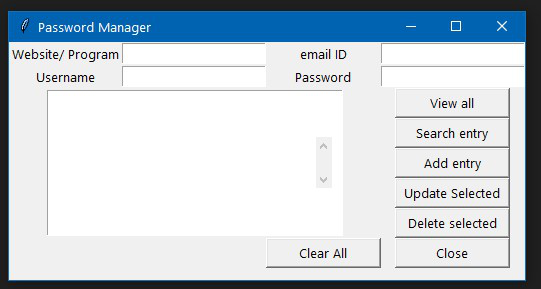 Password Manager
Website/ Program email ID
Username Password
View all
Search entry
Add entry
Update Selected
Delete selected
Clear All Close